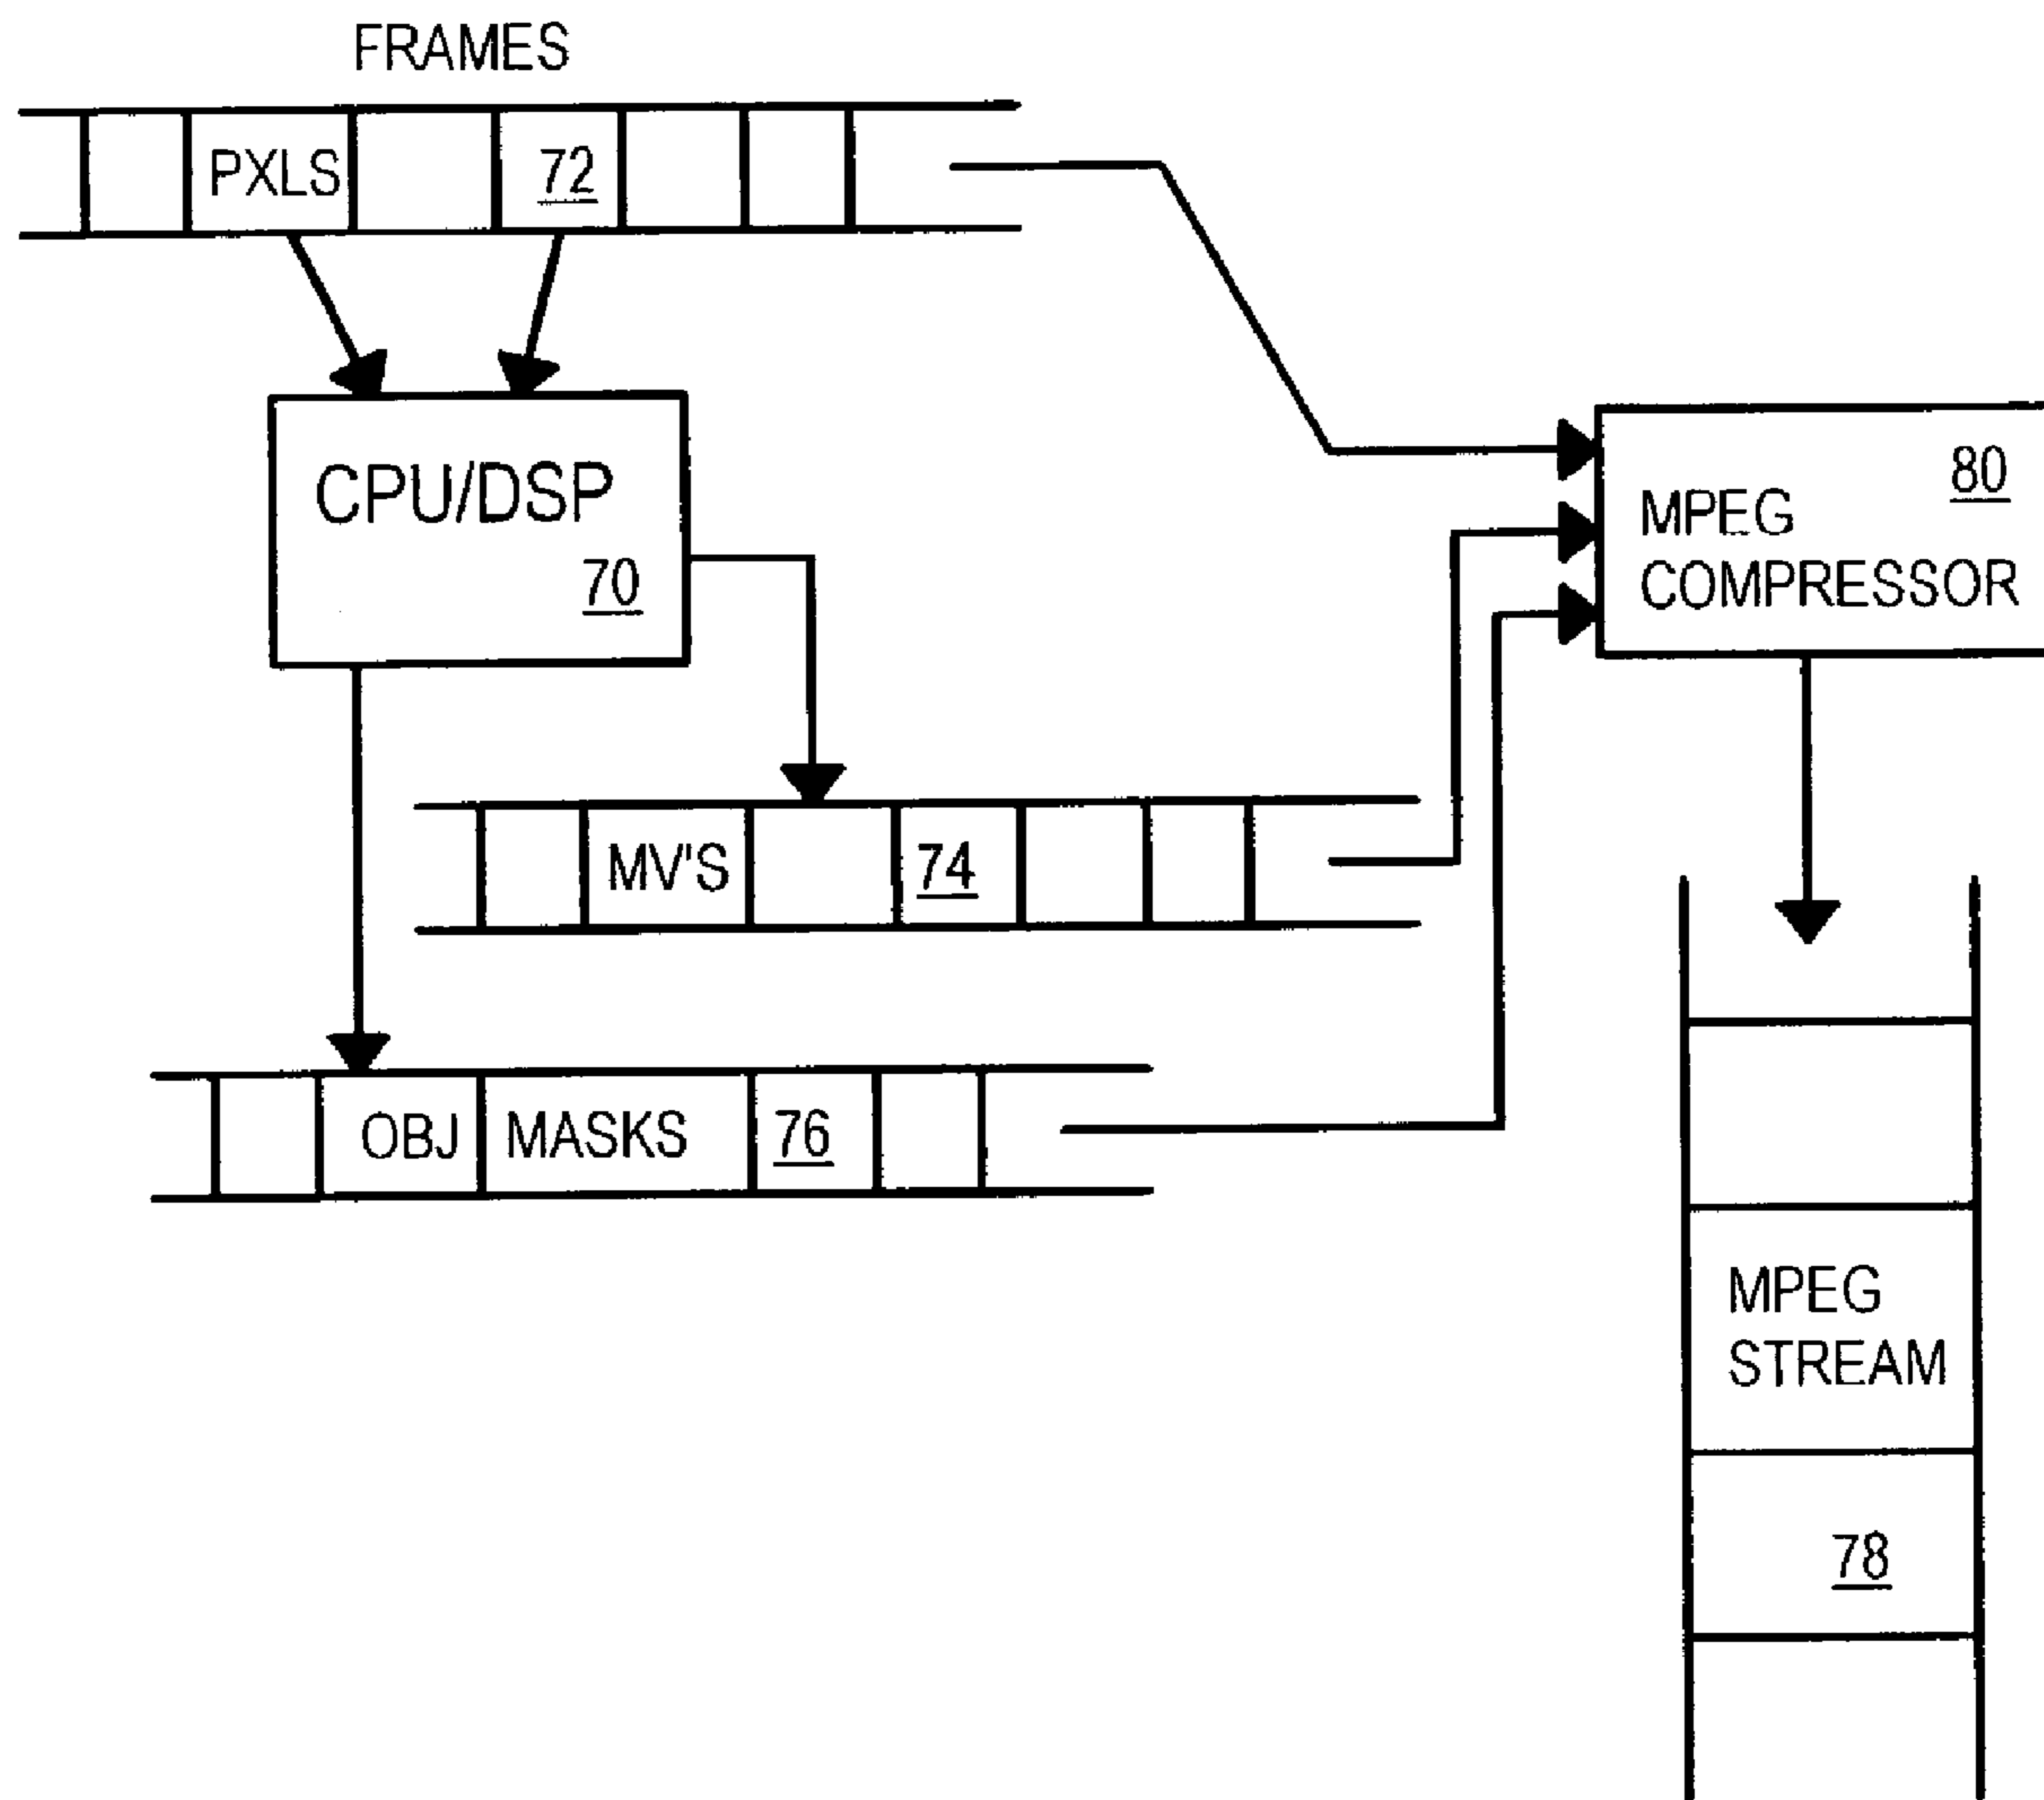 FRAMES
PXLS 72
CPU/DSP
70
80
MPEG
COMPRESSOR
MV'S 74
OBJ MASKS 76
MPEG
STREAM
78